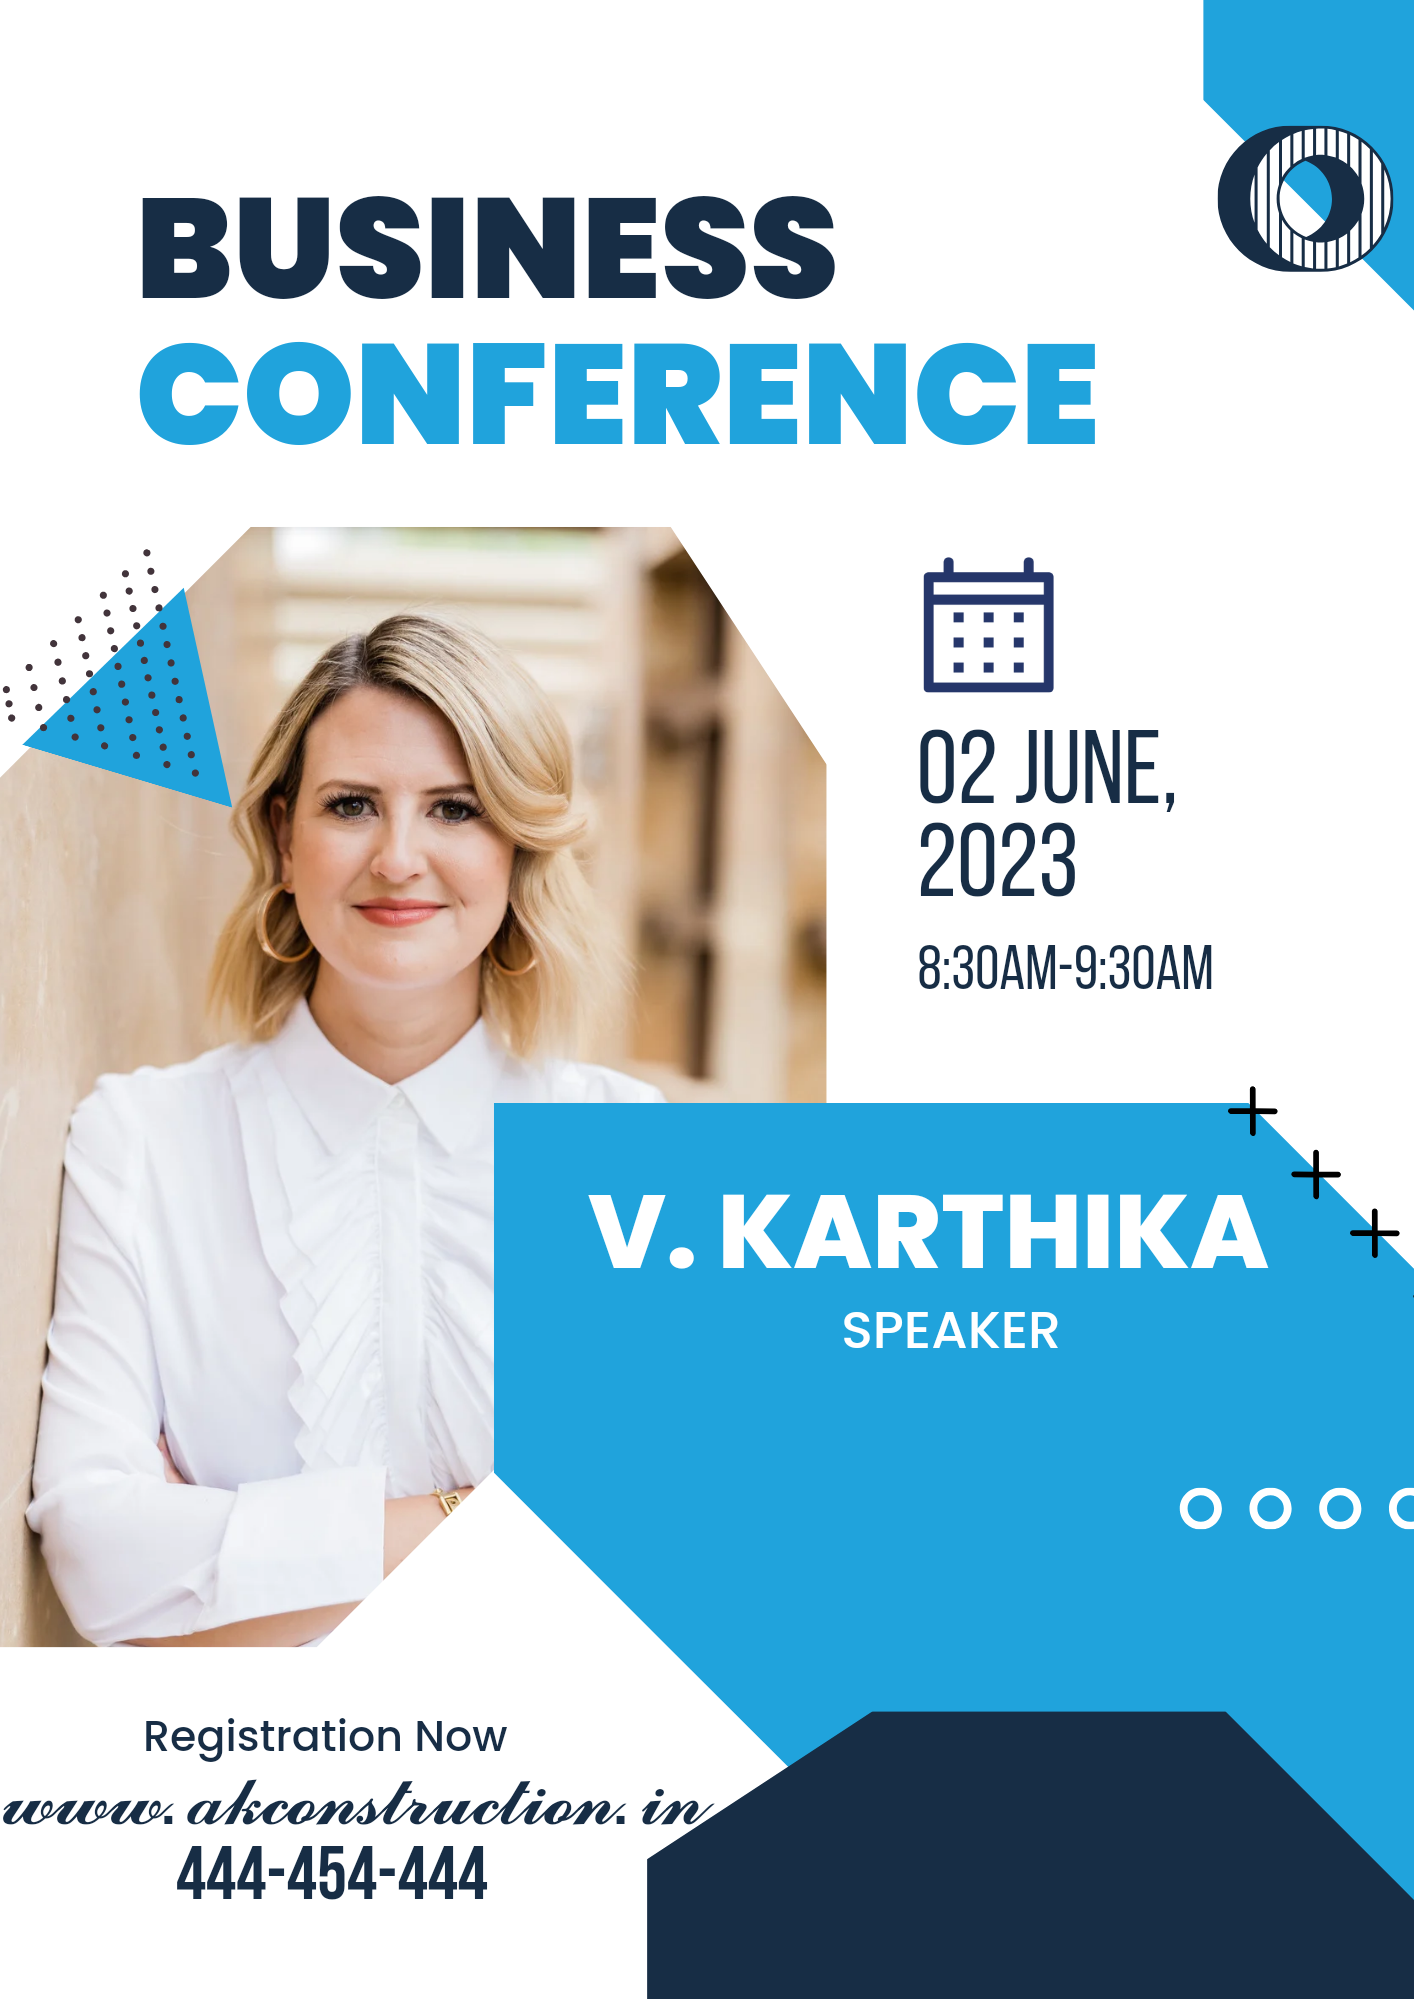 BUSINESS
CONFERENCE
02 JUNE,
2023
8:30AM-9:30AM
V. KARTHIKA
SPEAKER
Registration Now
www. akconstruction. in
444-454-444